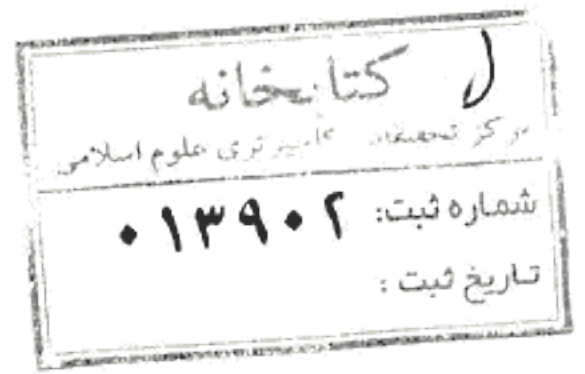 کتابخانه
مرکز تحقیقات کامپیوتری علوم اسلامی
شماره ثبت: ۰۱۳۹۰۲
تاریخ ثبت :